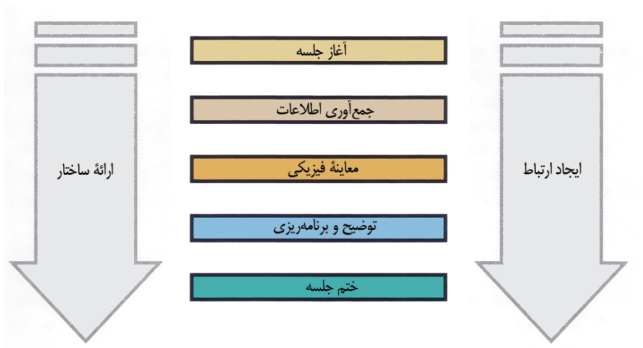 آغاز جلسه
جمع‌آوری اطلاعات
ایجاد ارتباط
معاینهٔ فیزیکی
ارائهٔ ساختار
توضیح و برنامه‌ریزی
ختم جلسه